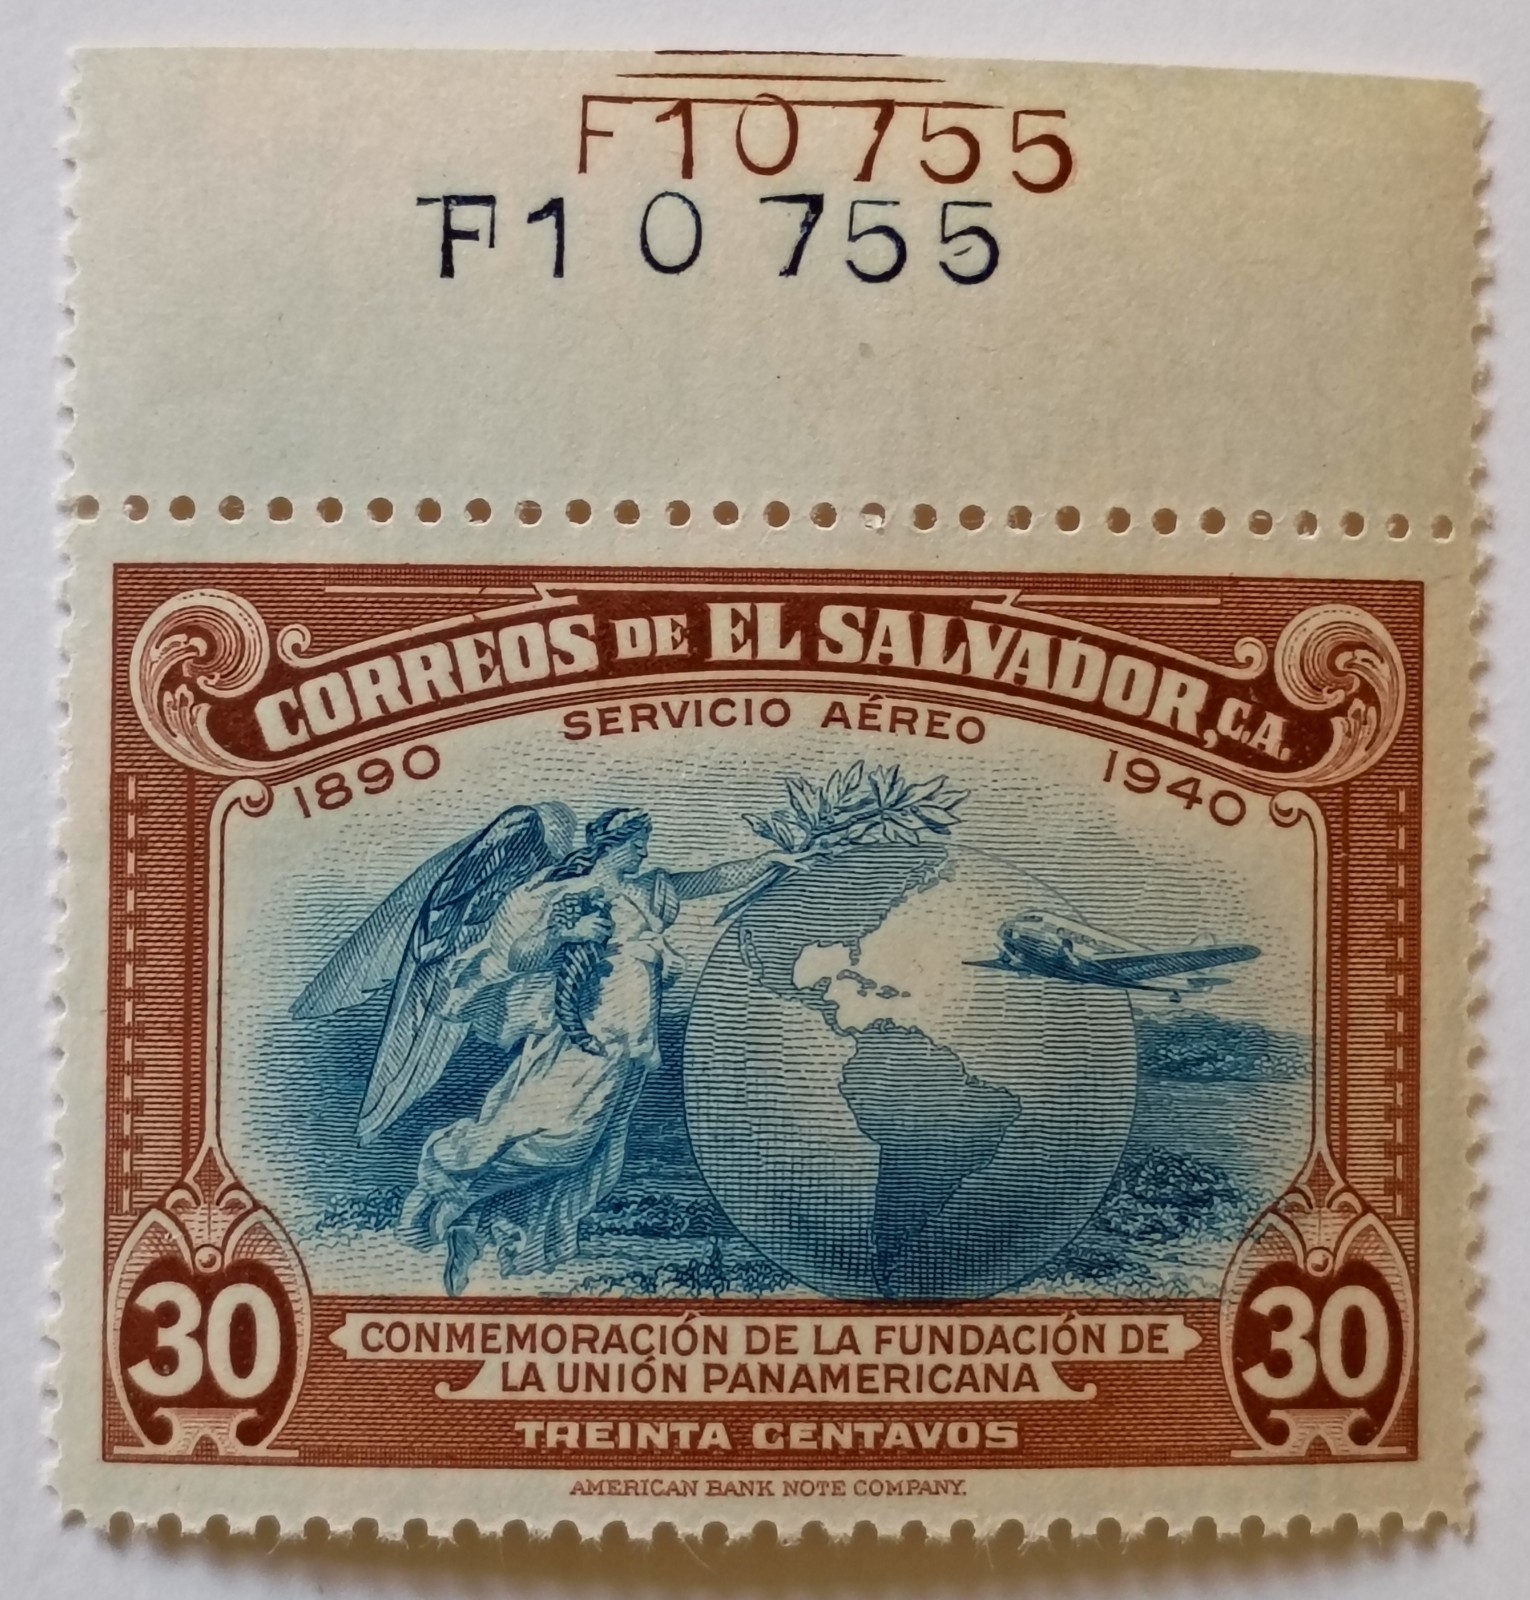 F10755
F10755
CORREOS DE EL SALVADOR, C.A.
SERVICIO AÉREO
1890 1940
30 30
CONMEMORACIÓN DE LA FUNDACIÓN DE
LA UNIÓN PANAMERICANA
TREINTA CENTAVOS
AMERICAN BANK NOTE COMPANY.